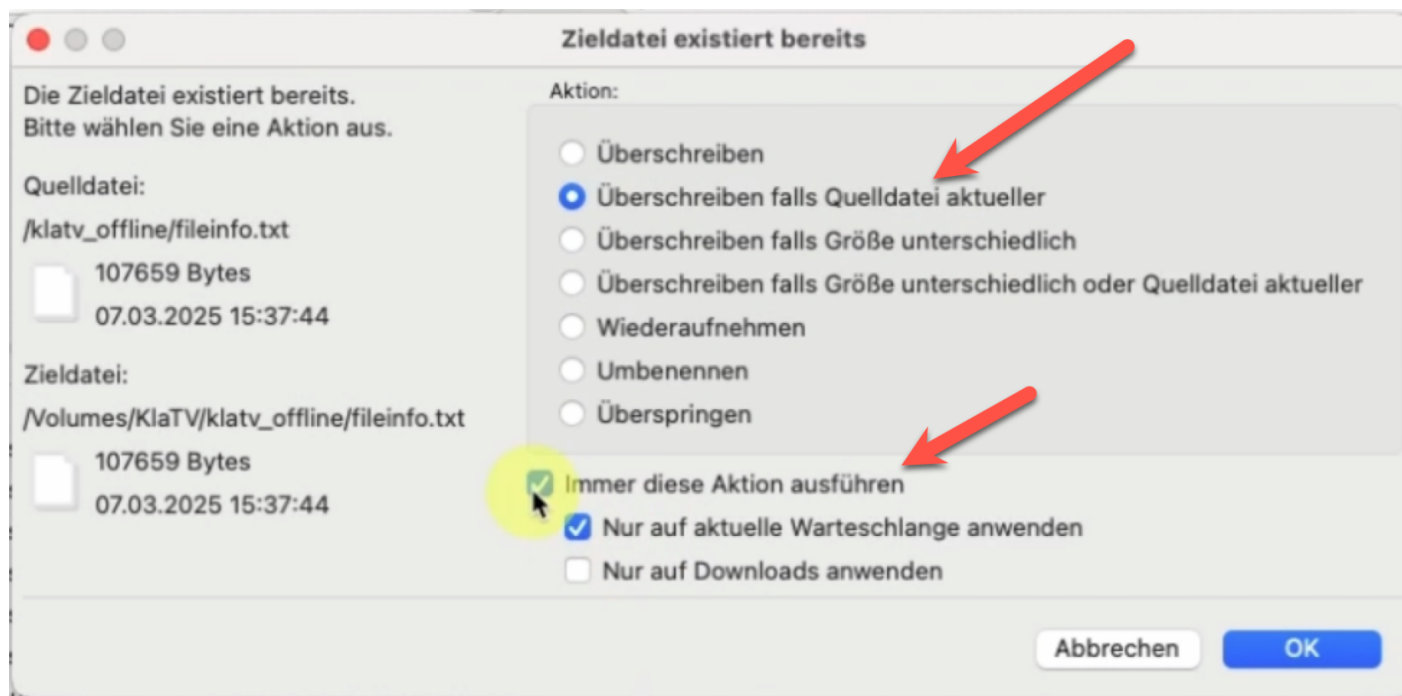 Zieldatei existiert bereits
Die Zieldatei existiert bereits.
Bitte wählen Sie eine Aktion aus.
Quelldatei:
/klatv_offline/fileinfo.txt
107659 Bytes
07.03.2025 15:37:44
Zieldatei:
/Volumes/KlaTV/klatv_offline/fileinfo.txt
107659 Bytes
07.03.2025 15:37:44
Aktion:
Überschreiben
Überschreiben falls Quelldatei aktueller
Überschreiben falls Größe unterschiedlich
Überschreiben falls Größe unterschiedlich oder Quelldatei aktueller
Wiederaufnehmen
Umbenennen
Überspringen
Immer diese Aktion ausführen
Nur auf aktuelle Warteschlange anwenden
Nur auf Downloads anwenden
Abbrechen
OK